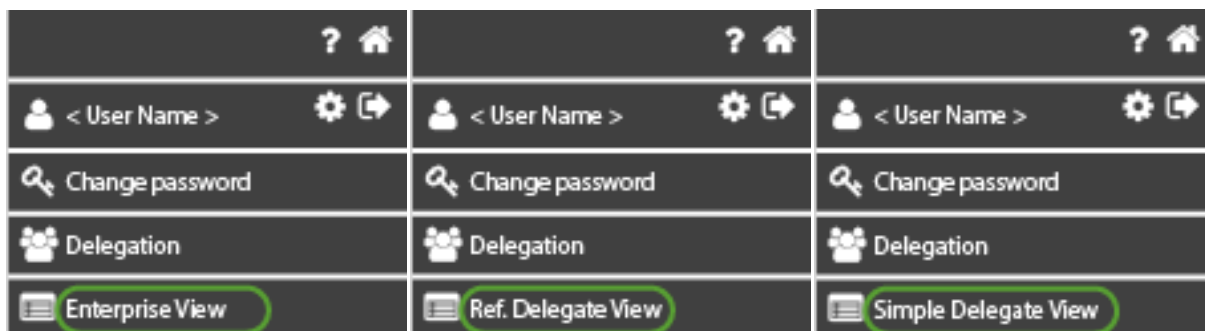 ?
< User Name >
Change password
Delegation
Enterprise View
?
< User Name >
Change password
Delegation
Ref. Delegate View
?
< User Name >
Change password
Delegation
Simple Delegate View